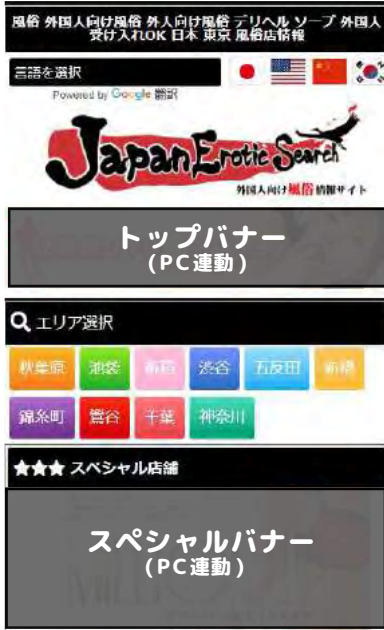 風俗 外国人向け風俗 外人向け風俗 デリヘル ソープ 外国人
受け入れOK 日本 東京 風俗店情報
言語を選択
Powered by Google 翻訳
JapanEroticSearch
外国人向け風俗情報サイト
トップバナー
(PC連動)
エリア選択
秋葉原 池袋 新宿 渋谷 五反田 新橋
錦糸町 鶯谷 千葉 神奈川
★★★ スペシャル店舗
スペシャルバナー
(PC連動)